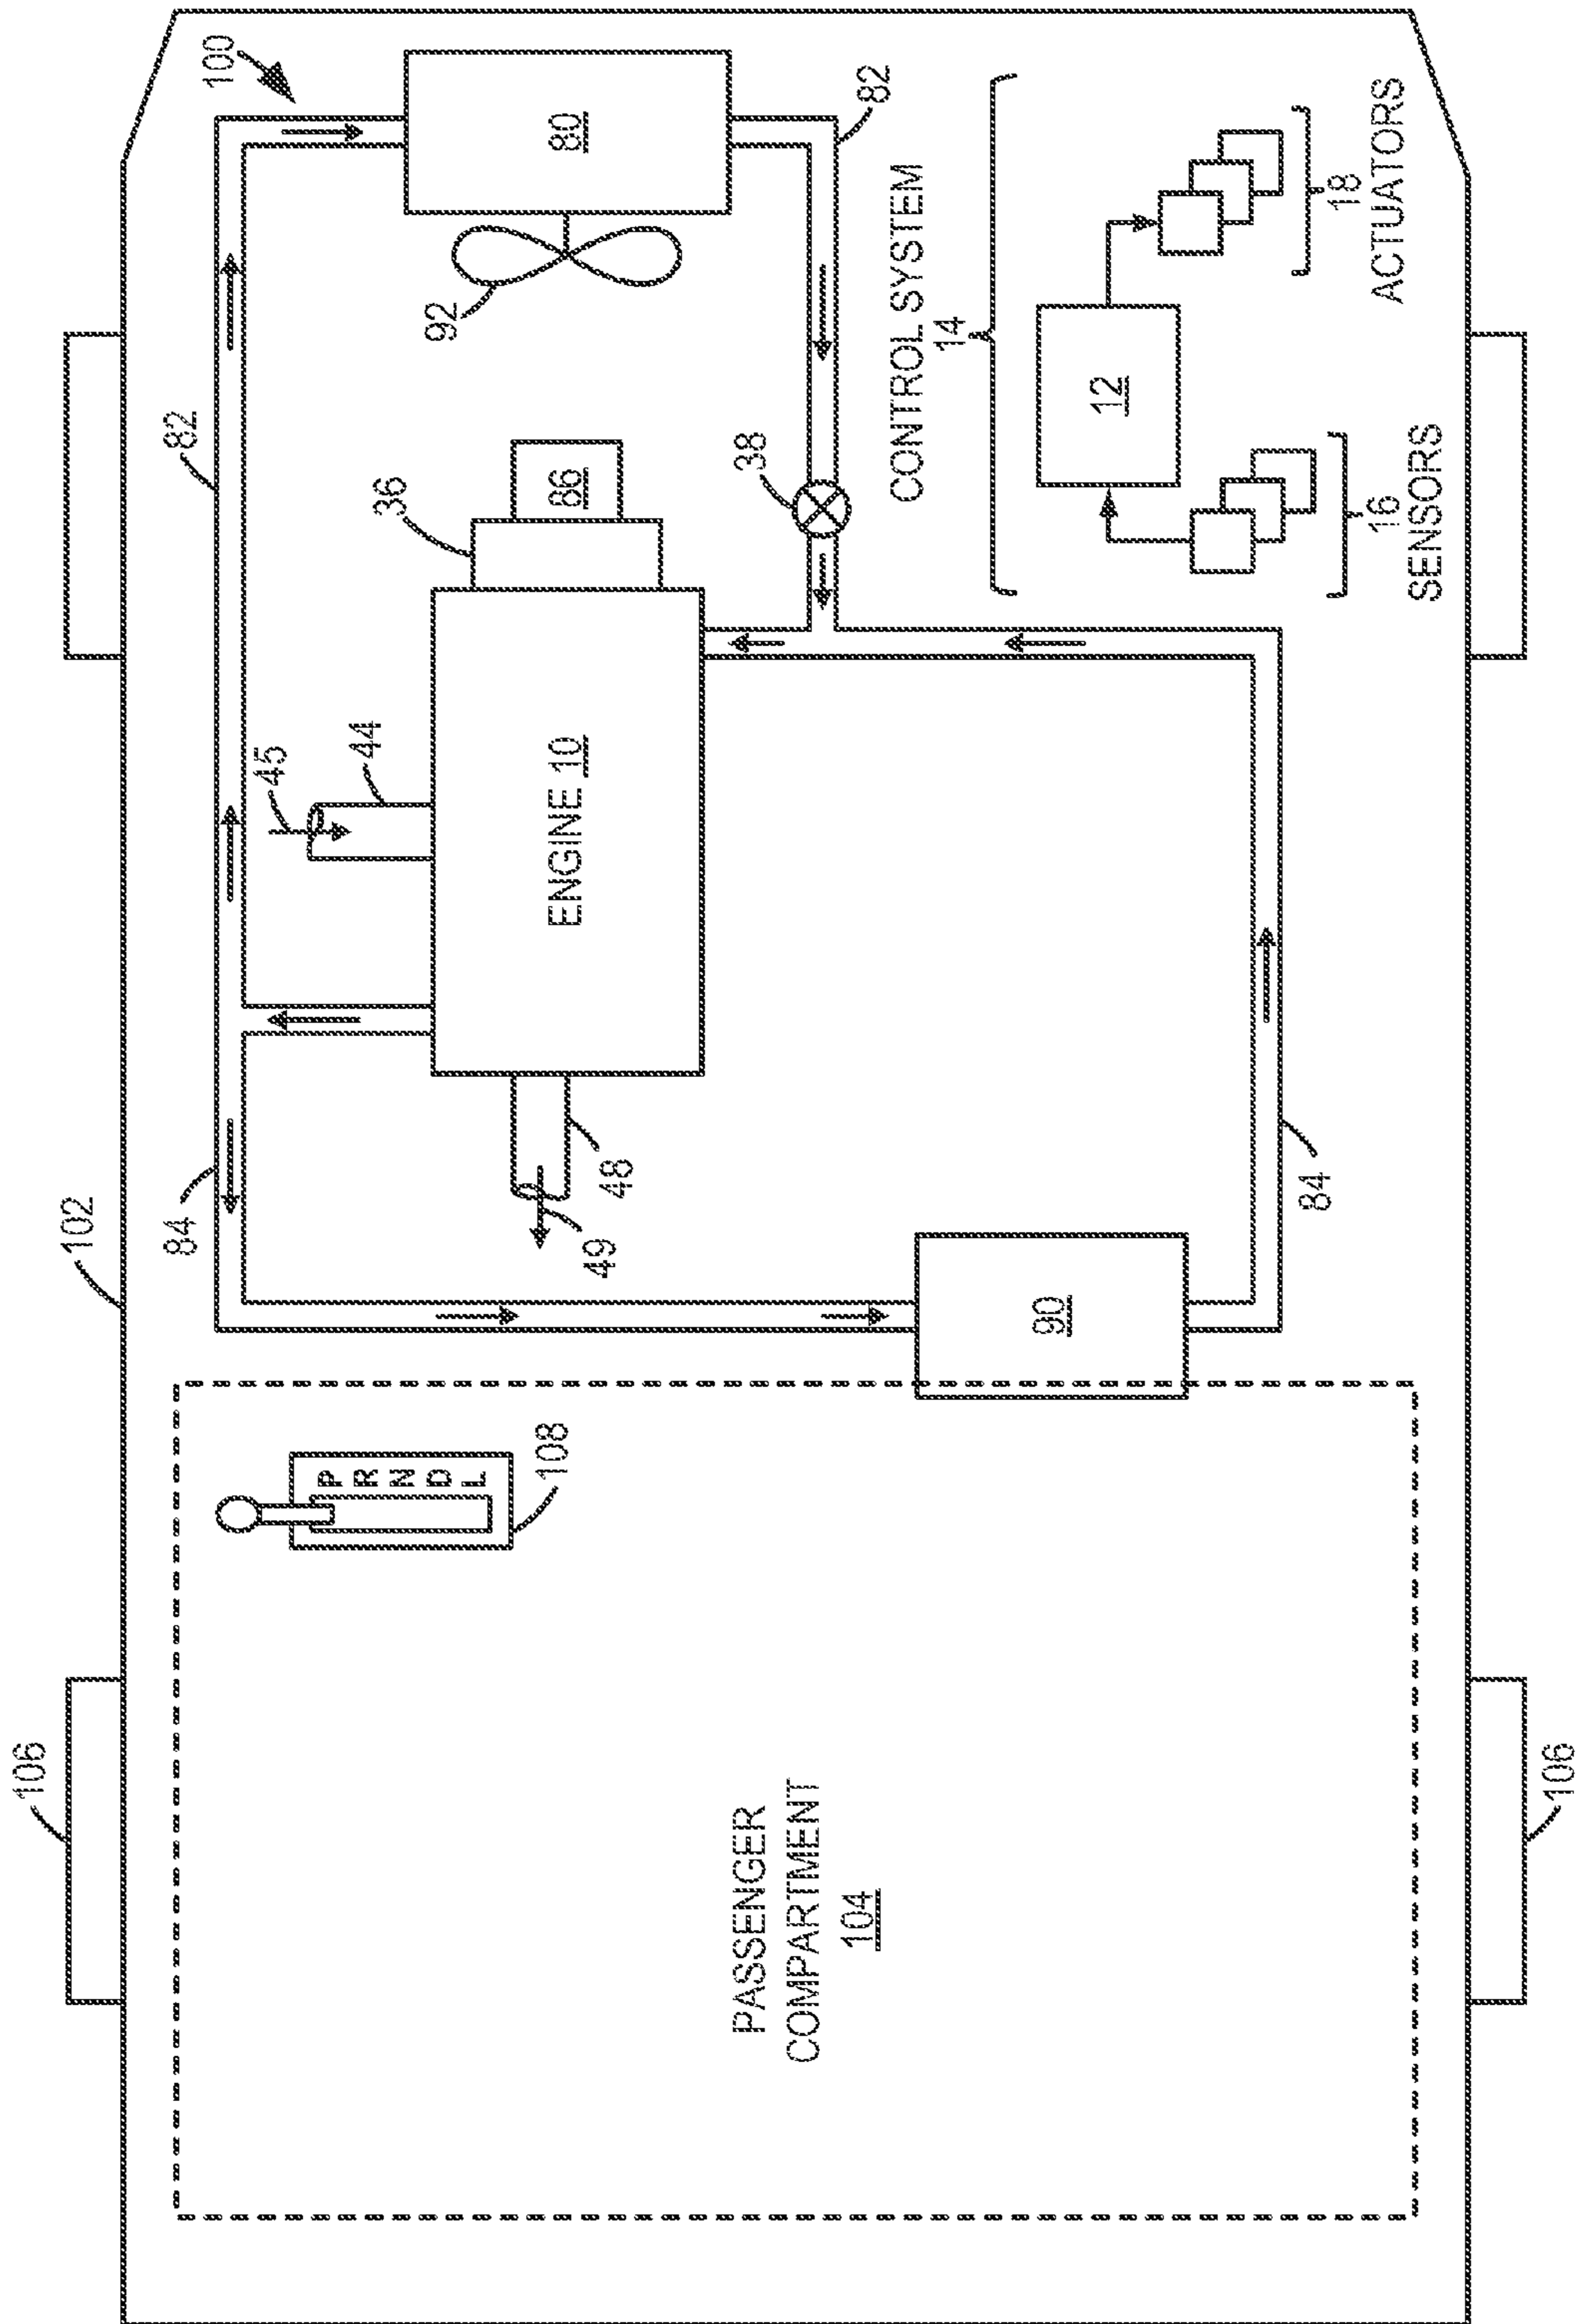 106
102
84
82
100
45
44
P
R
N
D
L
108
36
92
ENGINE 10
86
80
49
48
38
PASSENGER
COMPARTMENT
104
82
CONTROL SYSTEM
14
90
12
84
16
SENSORS
18
ACTUATORS
106